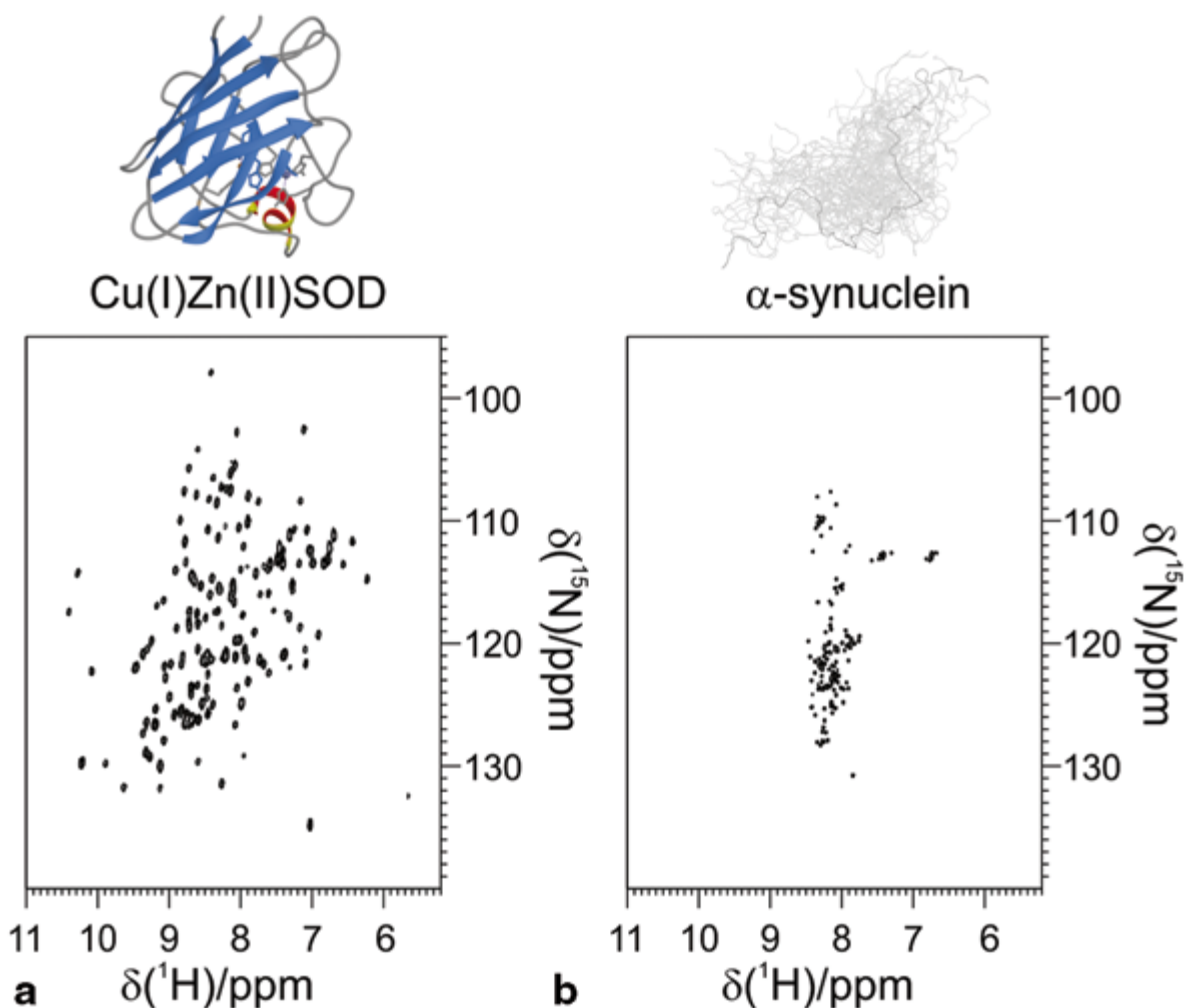 Cu(I)Zn(II)SOD
α-synuclein
100
110
120
130
δ(¹⁵N)/ppm
11 10 9 8 7 6
a δ(¹H)/ppm
100
110
120
130
δ(¹⁵N)/ppm
11 10 9 8 7 6
b δ(¹H)/ppm